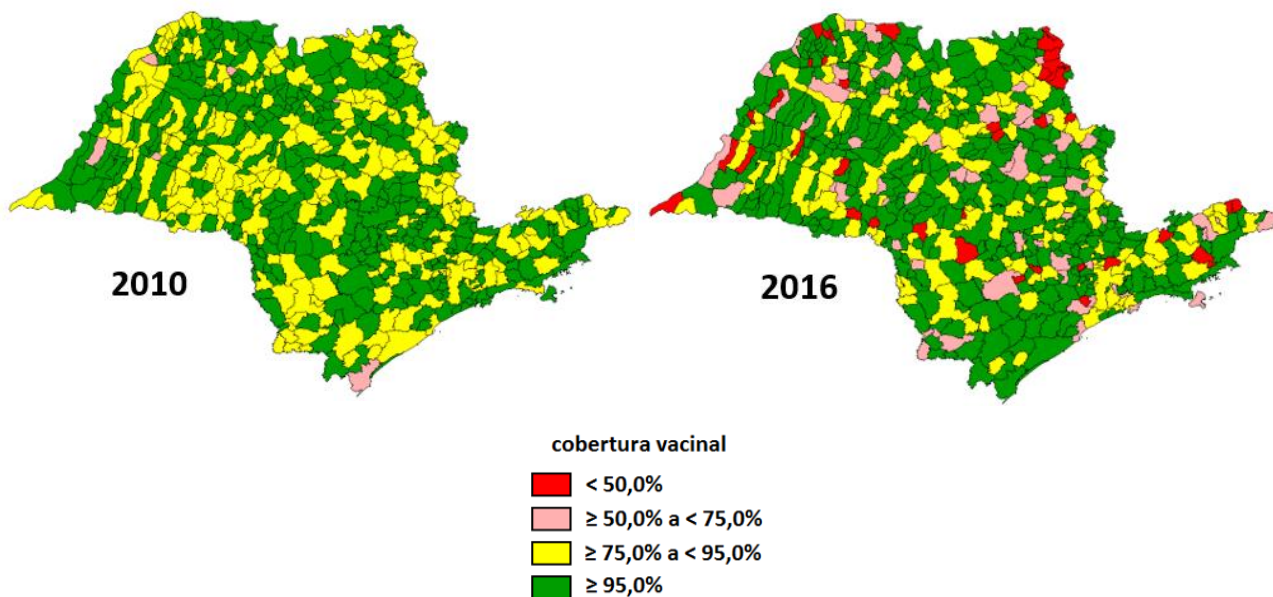 2010
2016
cobertura vacinal
< 50,0%
≥ 50,0% a < 75,0%
≥ 75,0% a < 95,0%
≥ 95,0%